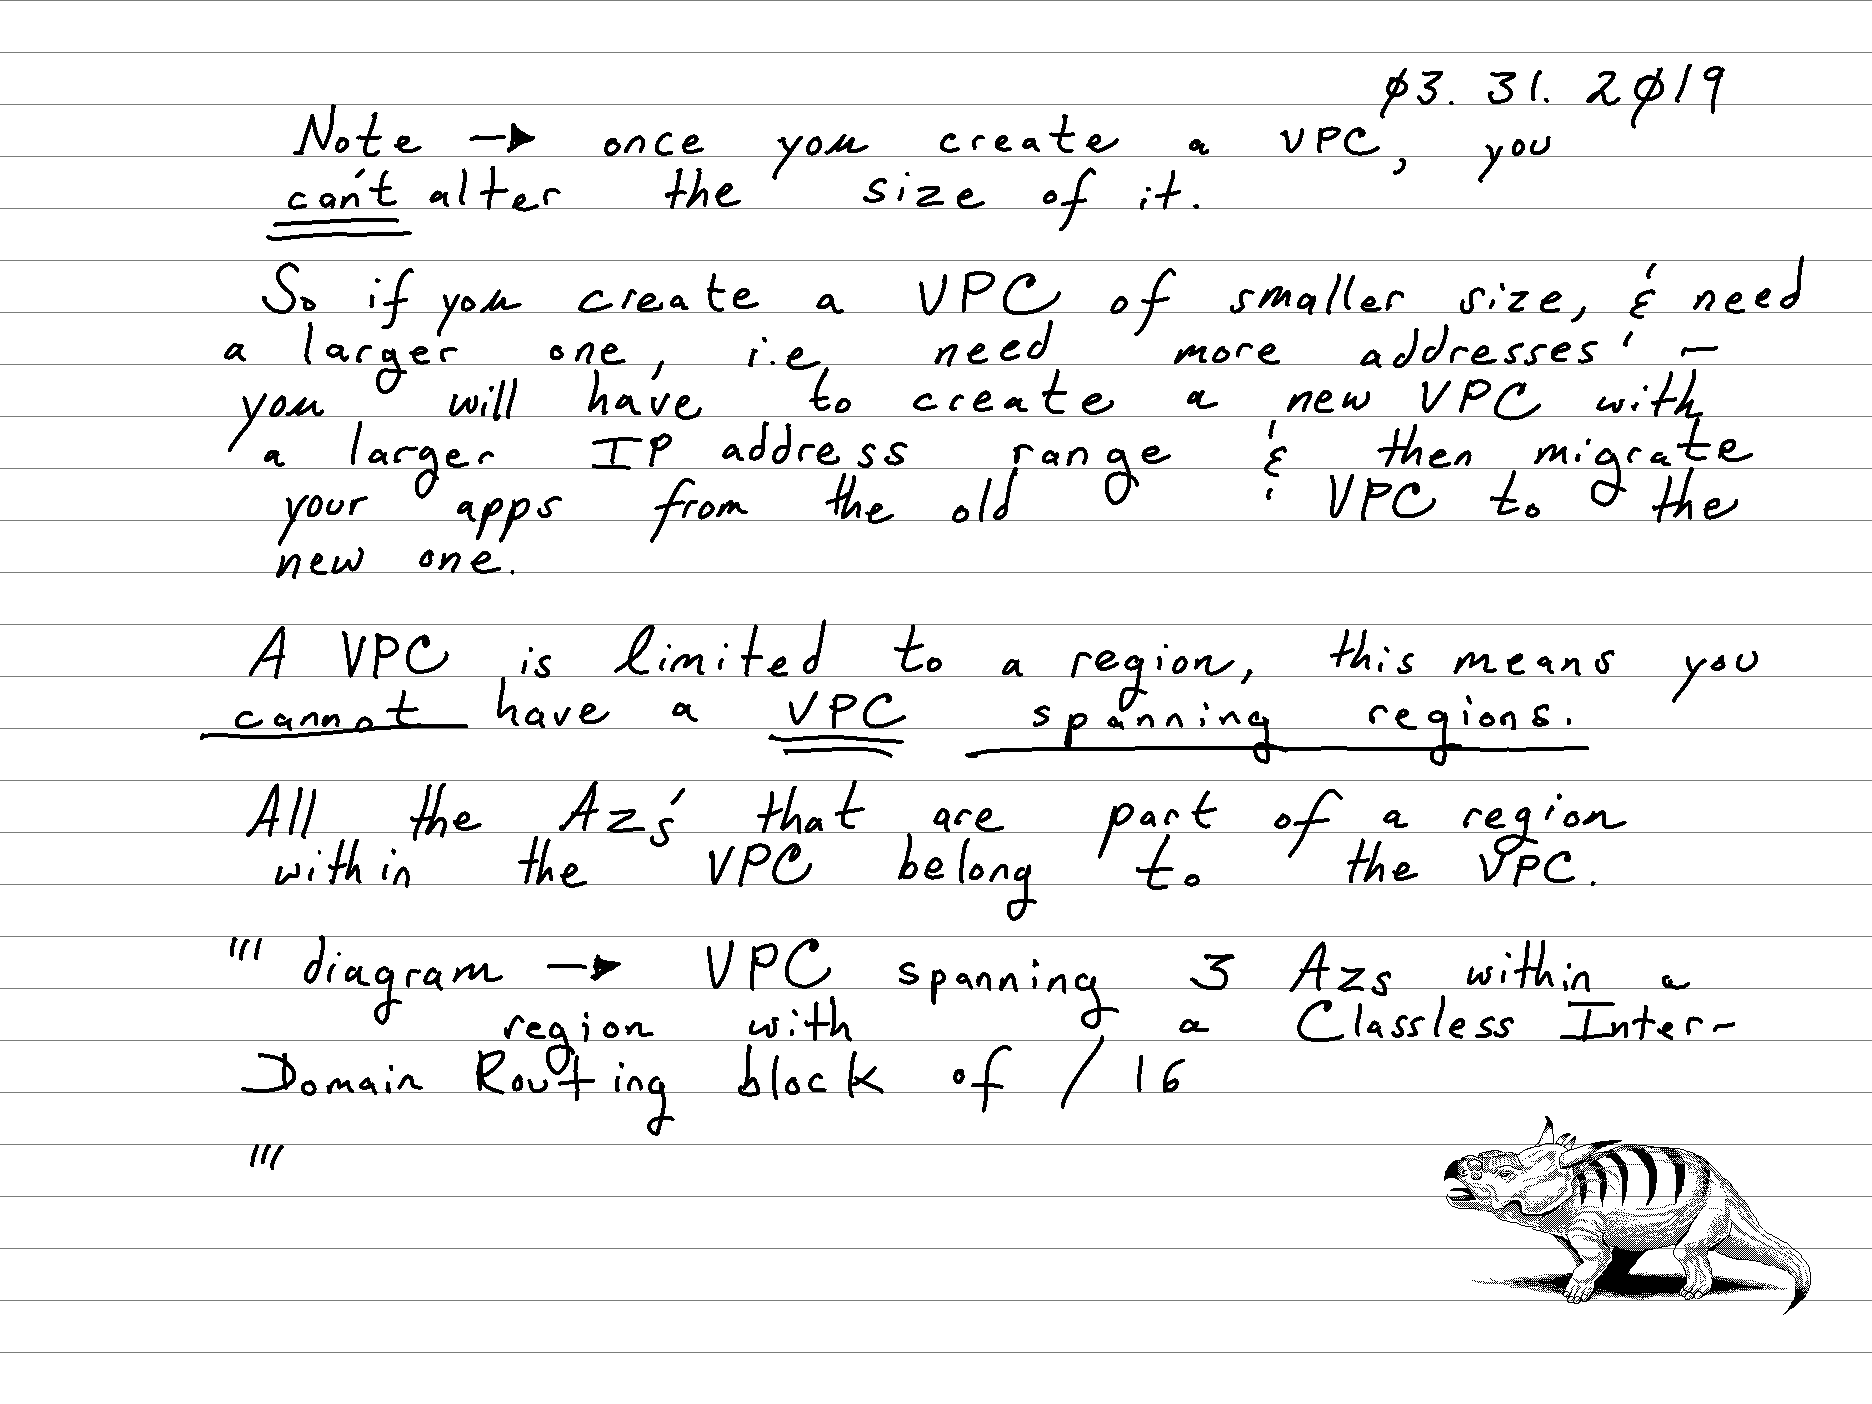 03. 31. 2019
Note → once you create a VPC, you
can't alter the size of it.
So if you create a VPC of smaller size, & need
a larger one, i.e need more addresses' –
you will have to create a new VPC with
a larger IP address range & then migrate
your apps from the old VPC to the
new one.
A VPC is limited to a region, this means you
cannot have a VPC spanning regions.
All the Azs' that are part of a region
within the VPC belong to the VPC.
''' diagram → VPC spanning 3 Azs within a
region with a Classless Inter-
Domain Routing block of /16
'''